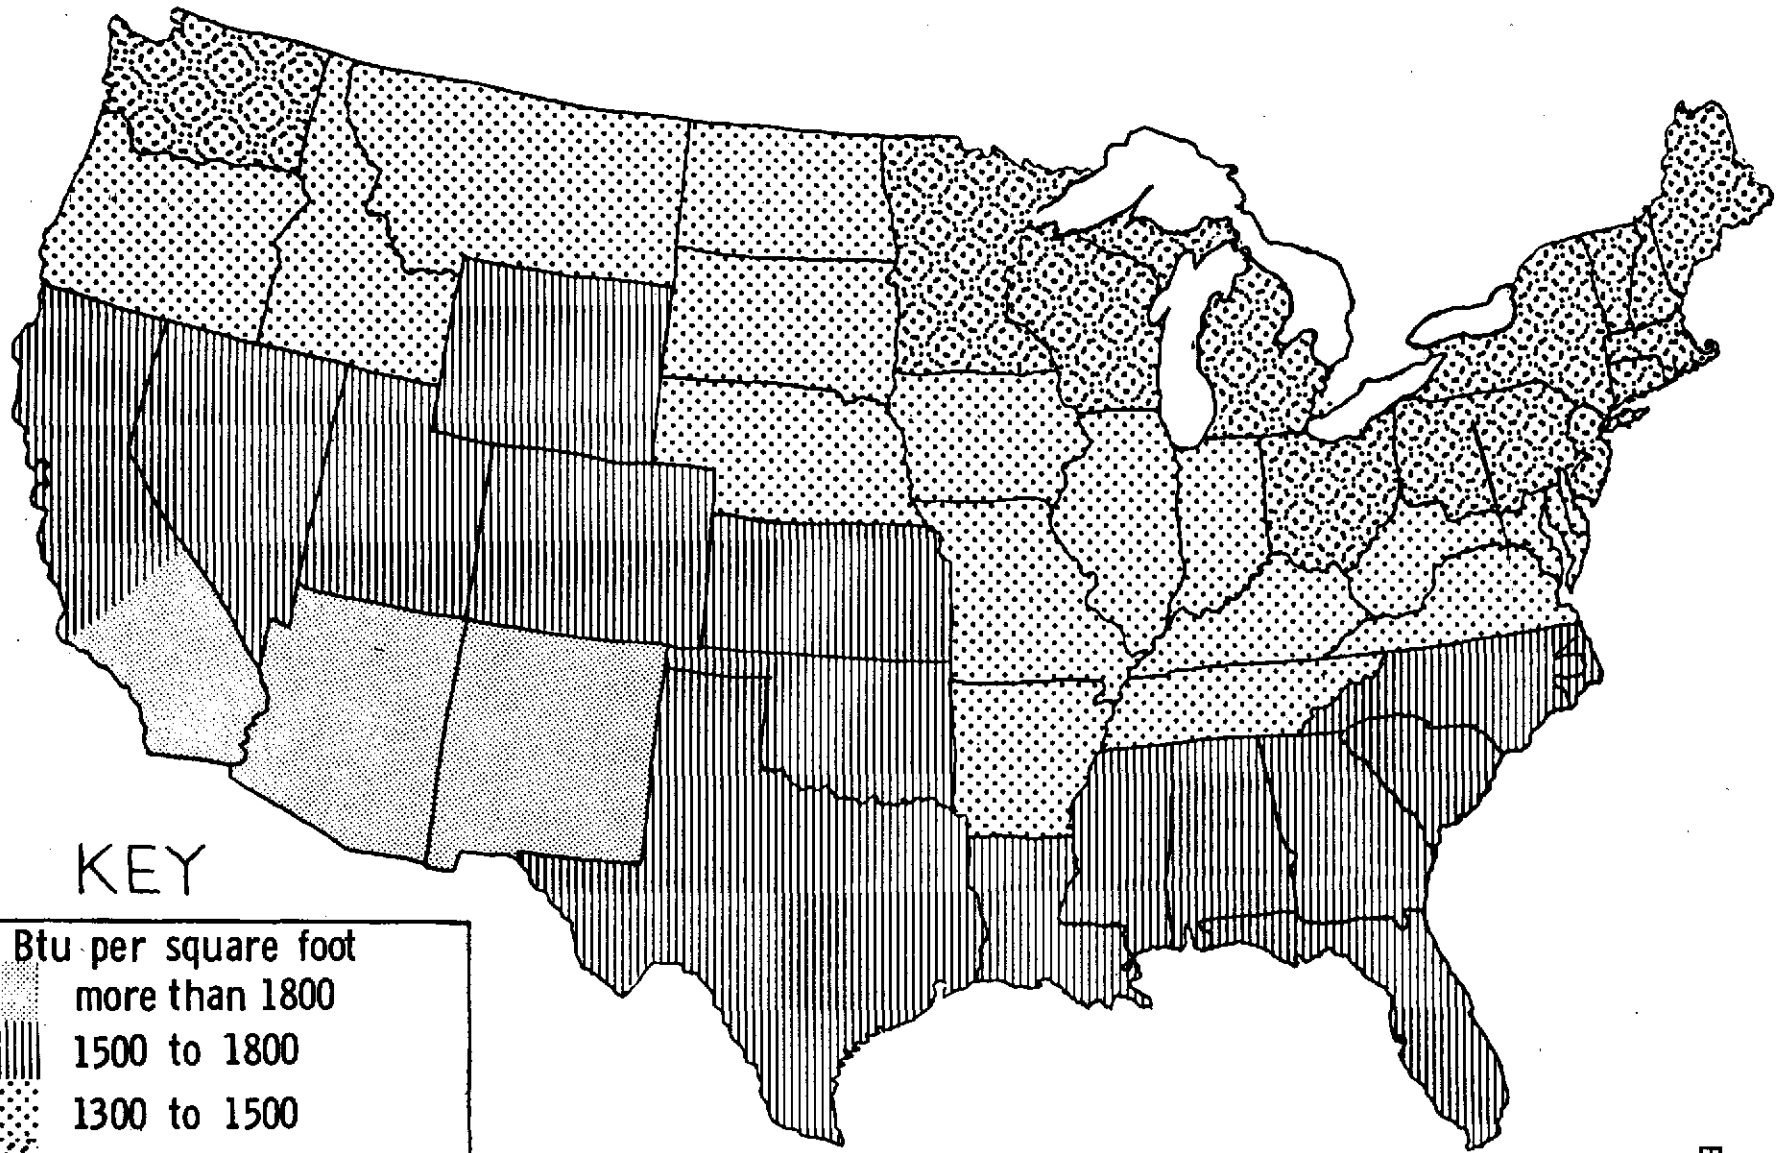 KEY
Btu per square foot
more than 1800
1500 to 1800
1300 to 1500